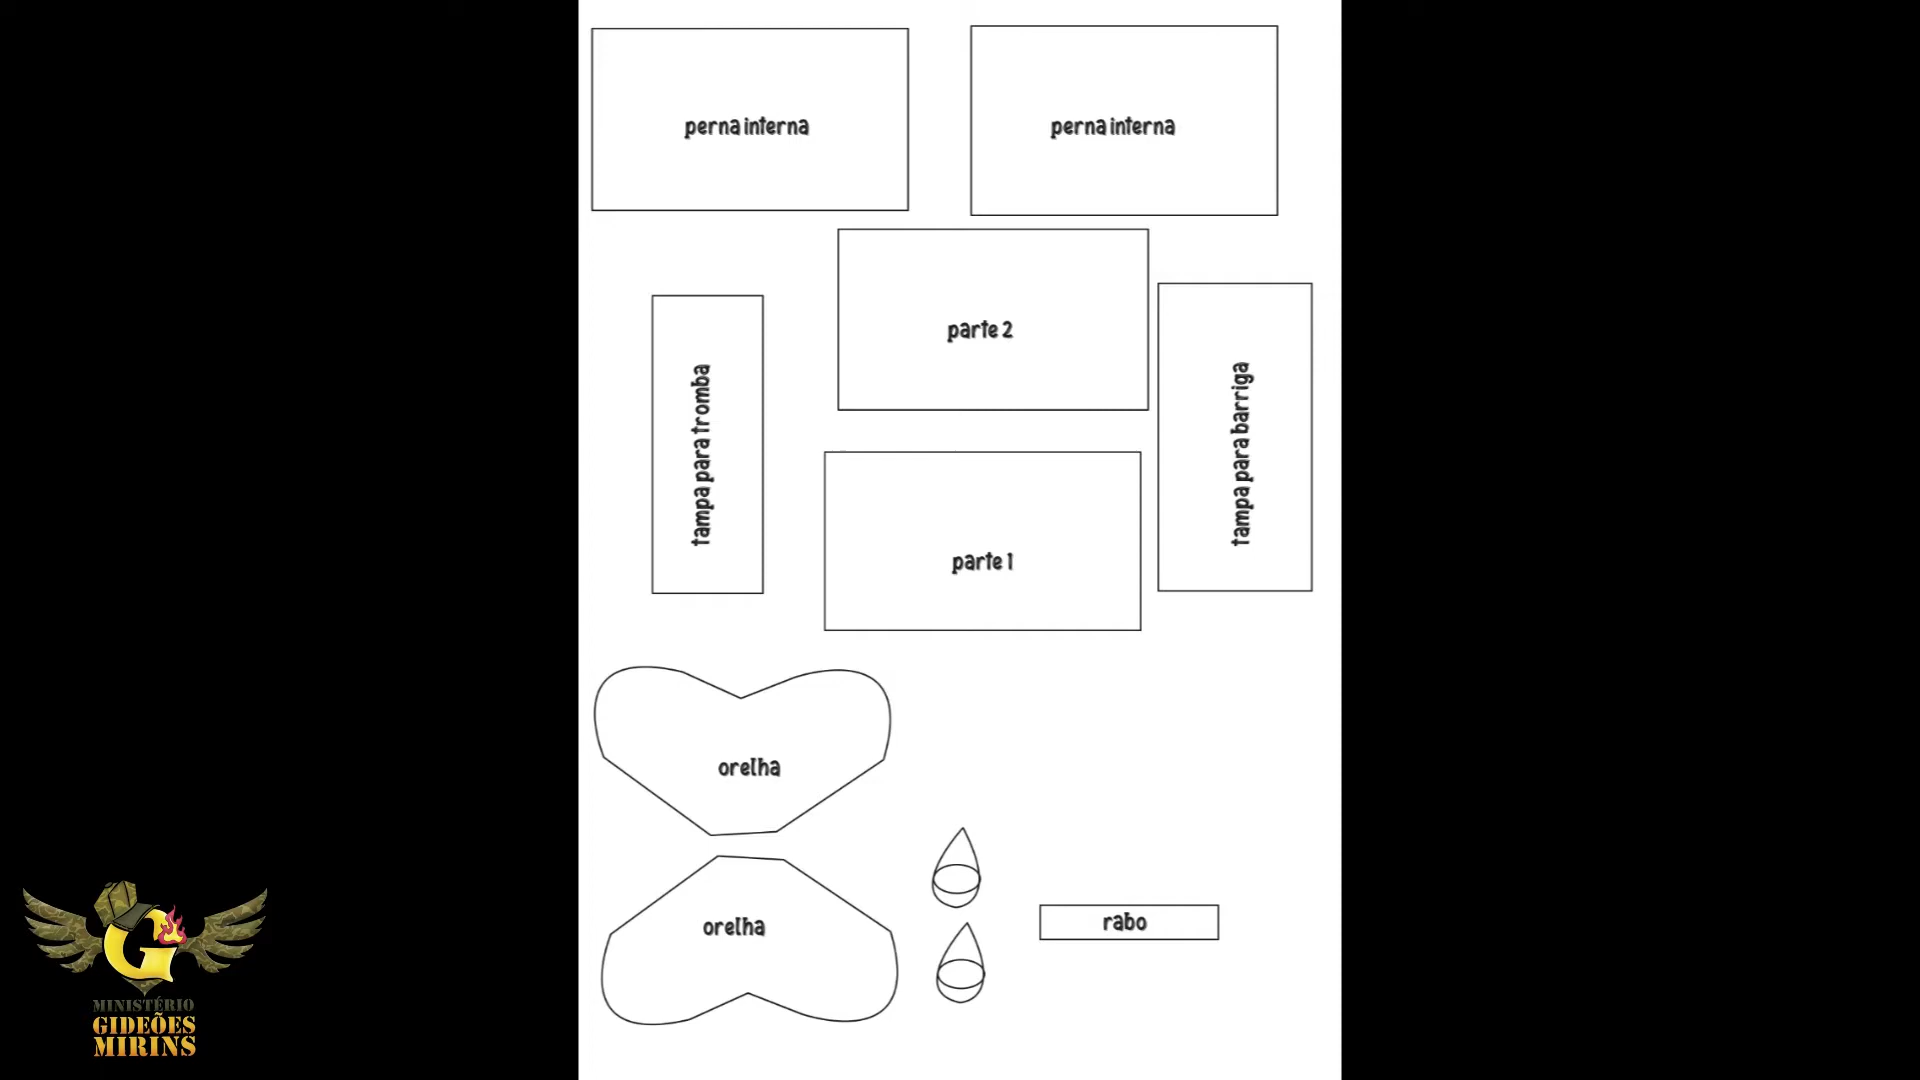 perna interna
perna interna
parte 2
tampa para tromba
tampa para barriga
parte 1
orelha
orelha
rabo
G
MINISTÉRIO
GIDEÕES
MIRINS